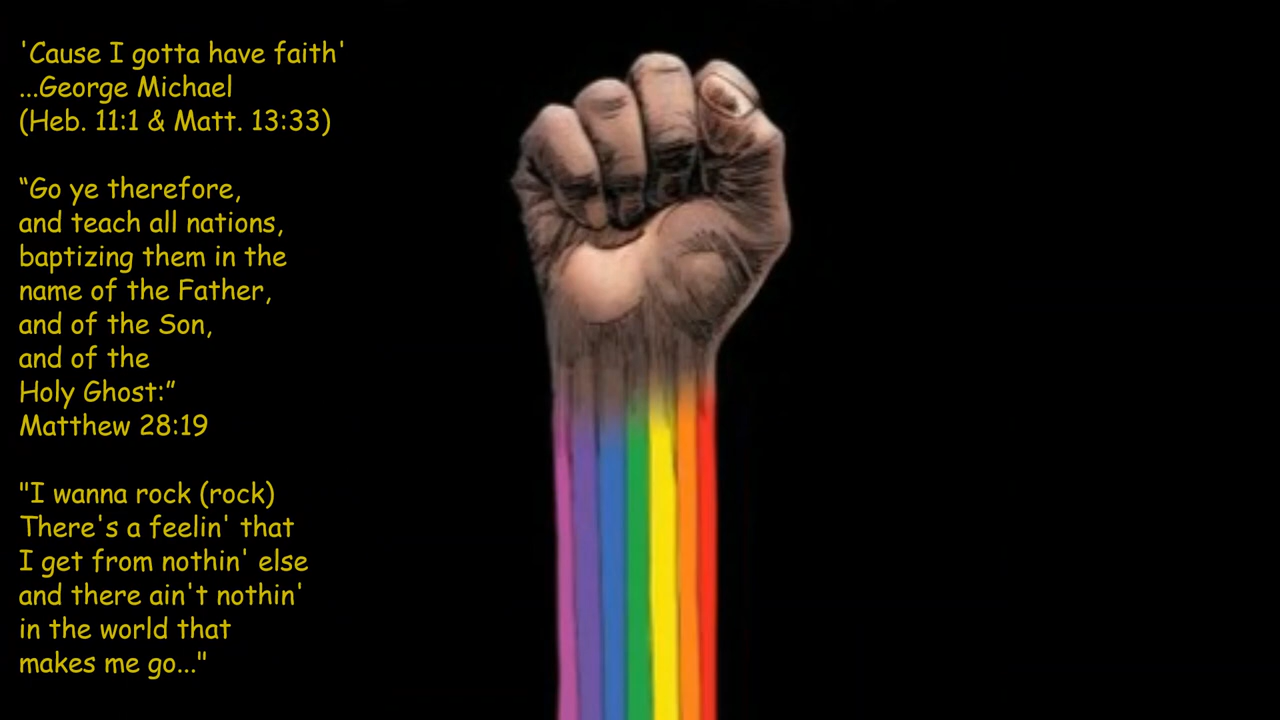 'Cause I gotta have faith'
...George Michael
(Heb. 11:1 & Matt. 13:33)
“Go ye therefore,
and teach all nations,
baptizing them in the
name of the Father,
and of the Son,
and of the
Holy Ghost:”
Matthew 28:19
"I wanna rock (rock)
There's a feelin' that
I get from nothin' else
and there ain't nothin'
in the world that
makes me go..."